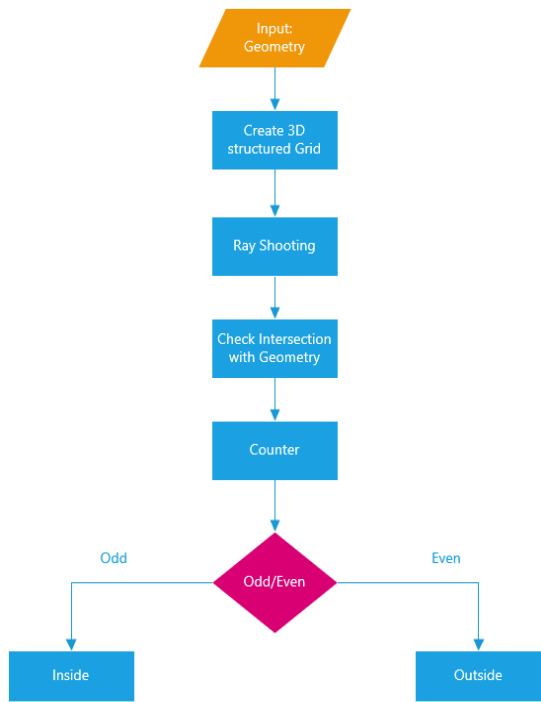 Input:
Geometry
Create 3D
structured Grid
Ray Shooting
Check Intersection
with Geometry
Counter
Odd
Even
Odd/Even
Inside
Outside